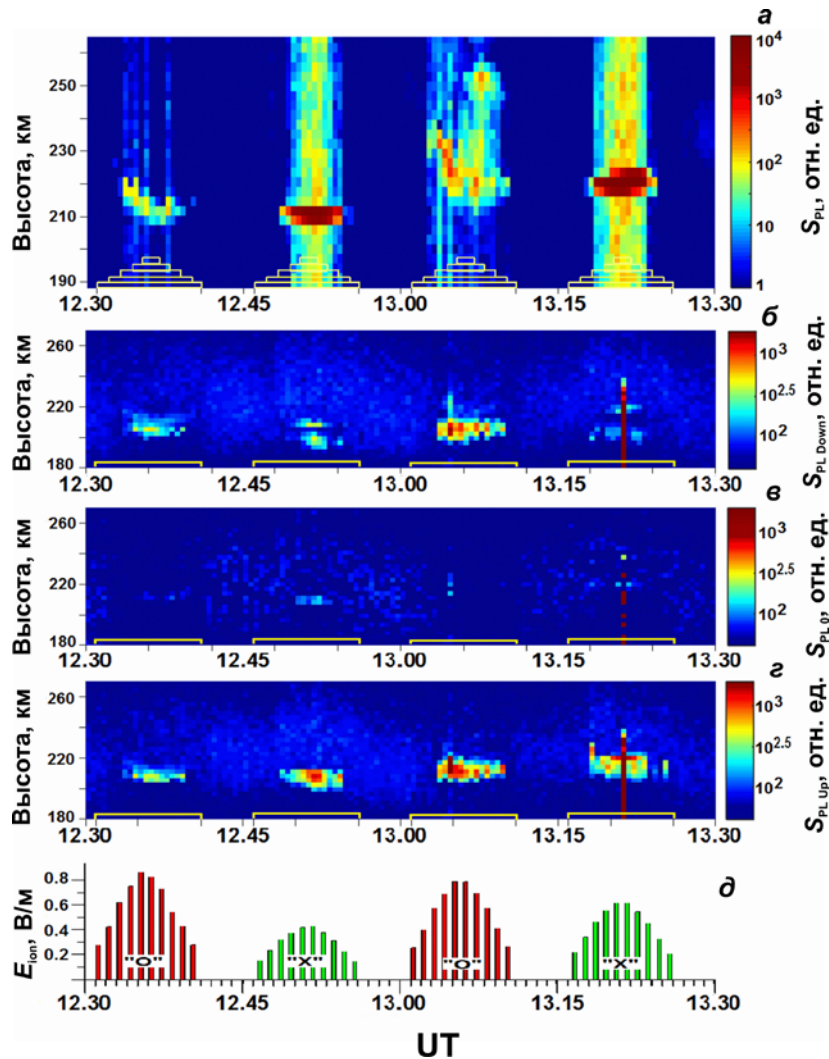 а
Высота, км
250
230
210
190
12.30 12.45 13.00 13.15 13.30
10⁴
10³
10²
10
1
S_PL, отн. ед.
б
Высота, км
260
220
180
12.30 12.45 13.00 13.15 13.30
10³
10^2.5
10²
S_PL Down, отн. ед.
в
Высота, км
260
220
180
12.30 12.45 13.00 13.15 13.30
10³
10^2.5
10²
S_PL 0, отн. ед.
г
Высота, км
260
220
180
12.30 12.45 13.00 13.15 13.30
10³
10^2.5
10²
S_PL Up, отн. ед.
д
E_ion, В/м
0.8
0.6
0.4
0.2
"O" "X" "O" "X"
12.30 12.45 13.00 13.15 13.30
UT